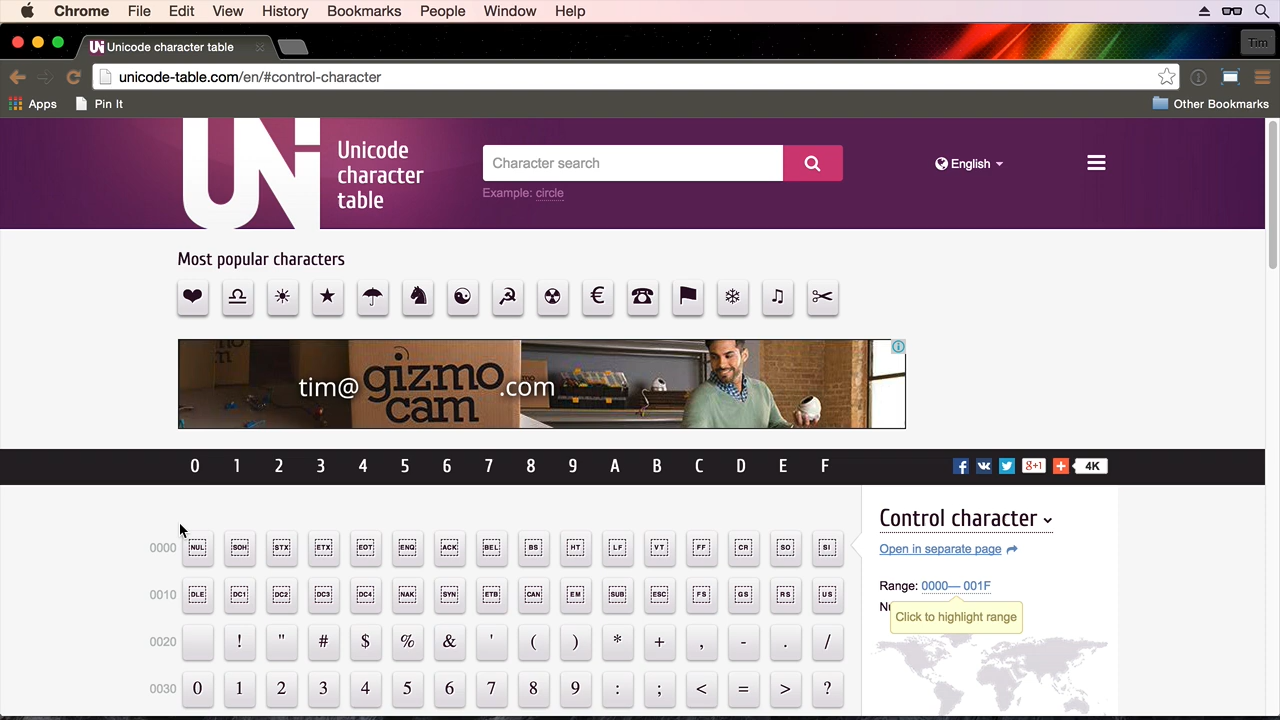 Chrome File Edit View History Bookmarks People Window Help
Unicode character table
Tim
unicode-table.com/en/#control-character
Apps Pin It Other Bookmarks
UNI
Unicode
character
table
Character search
English
Example: circle
Most popular characters
❤ ♎ ☀ ★ ☂ ♞ ☯ ☭ ☢ € ☎ ⚑ ❄ ♫ ✂
tim@gizmo cam.com
0 1 2 3 4 5 6 7 8 9 A B C D E F
g+1 4K
Control character
0000 NUL SOH STX ETX EOT ENQ ACK BEL BS HT LF VT FF CR SO SI
Open in separate page
Range: 0000— 001F
0010 DLE DC1 DC2 DC3 DC4 NAK SYN ETB CAN EM SUB ESC FS GS RS US
Click to highlight range
0020 ! " # $ % & ' ( ) * + , - . /
0030 0 1 2 3 4 5 6 7 8 9 : ; < = > ?